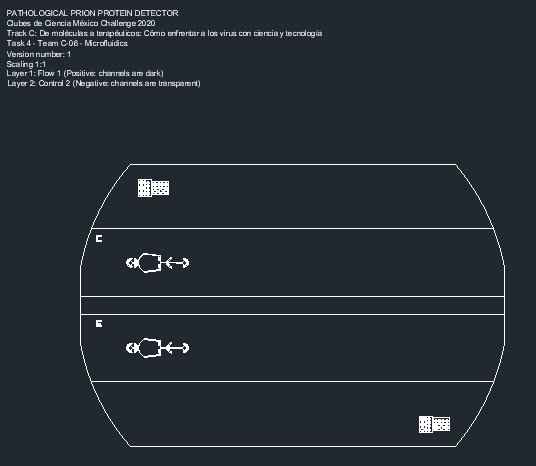 PATHOLOGICAL PRION PROTEIN DETECTOR
Clubes de Ciencia México Challenge 2020
Track C: De moléculas a terapéuticos: Cómo enfrentar a los virus con ciencia y tecnología
Task 4 - Team C-06 - Microfluidics
Version number: 1
Scaling 1:1
Layer 1: Flow 1 (Positive: channels are dark)
Layer 2: Control 2 (Negative: channels are transparent)
C
E